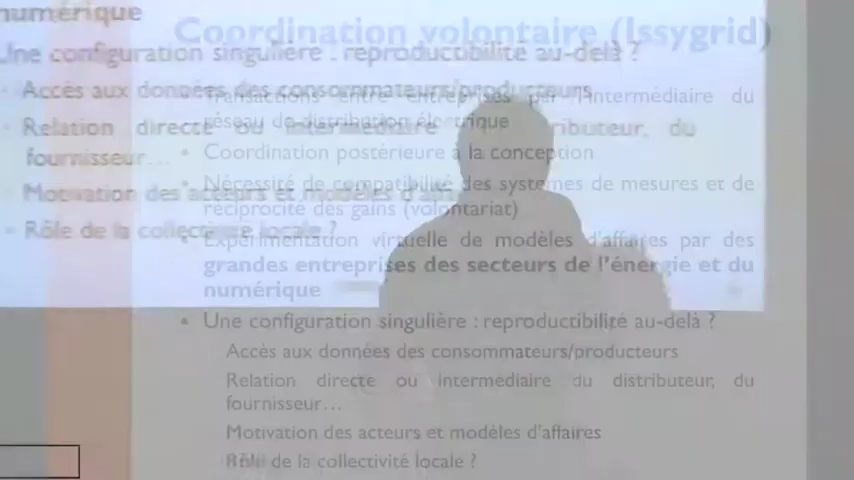 numérique
Une configuration singulière : reproductibilité au-delà ?
Accès aux données des consommateurs/producteurs
Relation directe ou intermédiaire ributeur, du
fournisseur…
Motivation des acteurs et modèles d'af
Rôle de la collectivité locale ?
Coordination volontaire (Issygrid)
Transactions entre entreprises par l'intermédiaire du
réseau de distribution électrique
• Coordination postérieure à la conception
• Nécessité de compatibilité des systèmes de mesures et de
réciprocité des gains (volontariat)
• Expérimentation virtuelle de modèles d'affaires par des
grandes entreprises des secteurs de l'énergie et du
numérique
• Une configuration singulière : reproductibilité au-delà ?
Accès aux données des consommateurs/producteurs
Relation directe ou intermédiaire du distributeur, du
fournisseur…
Motivation des acteurs et modèles d'affaires
Rôle de la collectivité locale ?